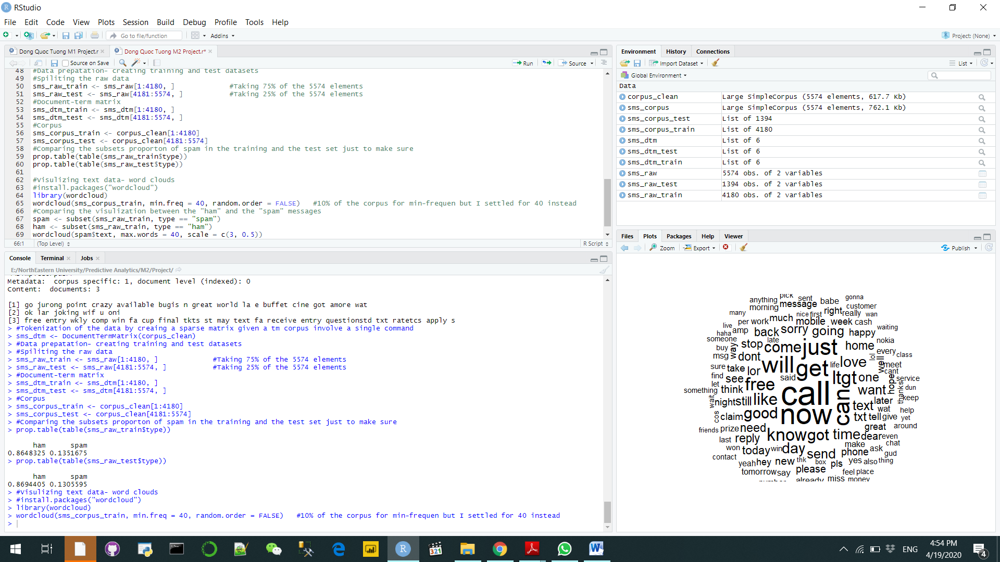 RStudio
File Edit Code View Plots Session Build Debug Profile Tools Help
Go to file/function Addins Project: (None)
Dong Quoc Tuong M1 Project.r Dong Quoc Tuong M2 Project.r*
Source on Save Run Source
48 #Data prepatation- creating training and test datasets
49 #Spiliting the raw data
50 sms_raw_train <- sms_raw[1:4180, ] #Taking 75% of the 5574 elements
51 sms_raw_test <- sms_raw[4181:5574, ] #Taking 25% of the 5574 elements
52 #Document-term matrix
53 sms_dtm_train <- sms_dtm[1:4180, ]
54 sms_dtm_test <- sms_dtm[4181:5574, ]
55 #Corpus
56 sms_corpus_train <- corpus_clean[1:4180]
57 sms_corpus_test <- corpus_clean[4181:5574]
58 #Comparing the subsets proporton of spam in the training and the test set just to make sure
59 prop.table(table(sms_raw_train$type))
60 prop.table(table(sms_raw_test$type))
61
62 #Visulizing text data- word clouds
63 #install.packages("wordcloud")
64 library(wordcloud)
65 wordcloud(sms_corpus_train, min.freq = 40, random.order = FALSE) #10% of the corpus for min-frequen but I settled for 40 instead
66 #Comparing the visulization between the "ham" and the "spam" messages
67 spam <- subset(sms_raw_train, type == "spam")
68 ham <- subset(sms_raw_train, type == "ham")
69 wordcloud(spam$text, max.words = 40, scale = c(3, 0.5))
66:1 (Top Level) R Script
Console Terminal Jobs
E:/NorthEastern University/Predictive Analytics/M2/Project/
Metadata: corpus specific: 1, document level (indexed): 0
Content: documents: 3
[1] go jurong point crazy available bugis n great world la e buffet cine got amore wat
[2] ok lar joking wif u oni
[3] free entry wkly comp win fa cup final tkts st may text fa receive entry questionstd txt ratetcs apply s
> #Tokenization of the data by creaing a sparse matrix given a tm corpus involve a single command
> sms_dtm <- DocumentTermMatrix(corpus_clean)
> #Data prepatation- creating training and test datasets
> #Spiliting the raw data
> sms_raw_train <- sms_raw[1:4180, ] #Taking 75% of the 5574 elements
> sms_raw_test <- sms_raw[4181:5574, ] #Taking 25% of the 5574 elements
> #Document-term matrix
> sms_dtm_train <- sms_dtm[1:4180, ]
> sms_dtm_test <- sms_dtm[4181:5574, ]
> #Corpus
> sms_corpus_train <- corpus_clean[1:4180]
> sms_corpus_test <- corpus_clean[4181:5574]
> #Comparing the subsets proporton of spam in the training and the test set just to make sure
> prop.table(table(sms_raw_train$type))
ham spam
0.8648325 0.1351675
> prop.table(table(sms_raw_test$type))
ham spam
0.8694405 0.1305595
> #Visulizing text data- word clouds
> #install.packages("wordcloud")
> library(wordcloud)
> wordcloud(sms_corpus_train, min.freq = 40, random.order = FALSE) #10% of the corpus for min-frequen but I settled for 40 instead
>
Environment History Connections
Import Dataset List
Global Environment
Data
corpus_clean Large SimpleCorpus (5574 elements, 617.7 Kb)
sms_corpus Large SimpleCorpus (5574 elements, 762.1 Kb)
sms_corpus_test List of 1394
sms_corpus_train List of 4180
sms_dtm List of 6
sms_dtm_test List of 6
sms_dtm_train List of 6
sms_raw 5574 obs. of 2 variables
sms_raw_test 1394 obs. of 2 variables
sms_raw_train 4180 obs. of 2 variables
Files Plots Packages Help Viewer
Zoom Export Publish
pick sent gonna
anything message babe
morning right customer
many much nice first really wan
per work mobile week cash
live amp back sorry going happy waiting
haha
someone late nokia
buy way stop come just home every class
msg dont will get life love lol well meet
sure take lor said ltgt one cant
find see free hope service
let call can want thanks dun
something think later keep
wait night still like text wat help
cos claim good now txt tell give yet
friends prize need great around
last reply know got time dear even
won today win day make chat
contact send phone ask gud
yeah hey new thk box pls yes also thing
tomorrow say please feel place
already miss money
321
ENG 4:54 PM
4/19/2020
4